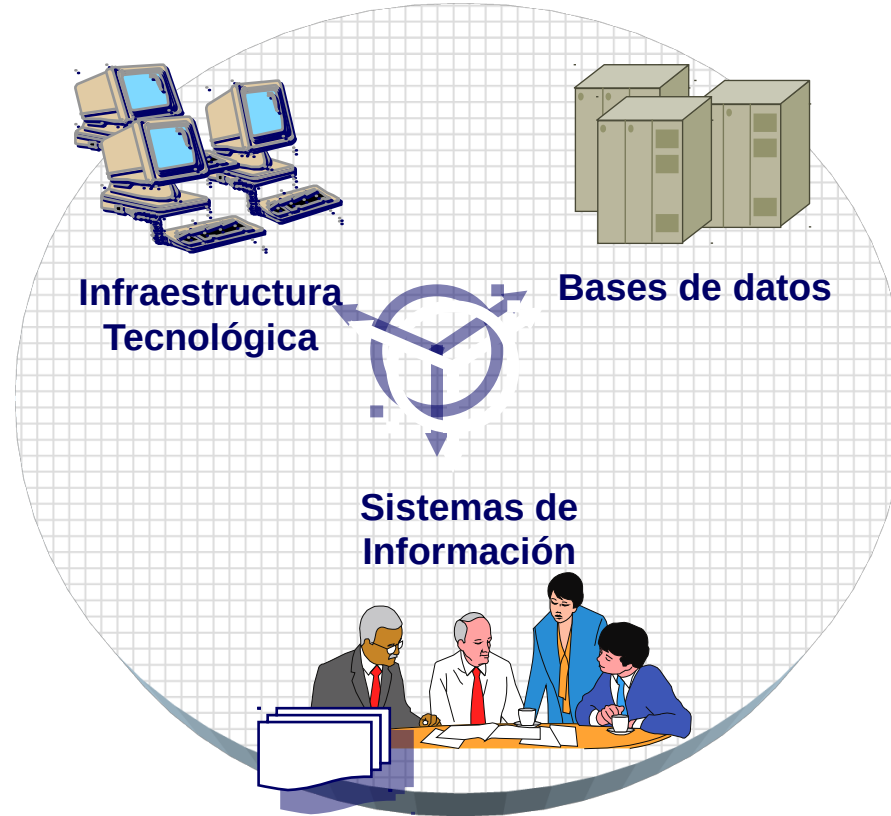 Infraestructura
Tecnológica
Bases de datos
Sistemas de
Información